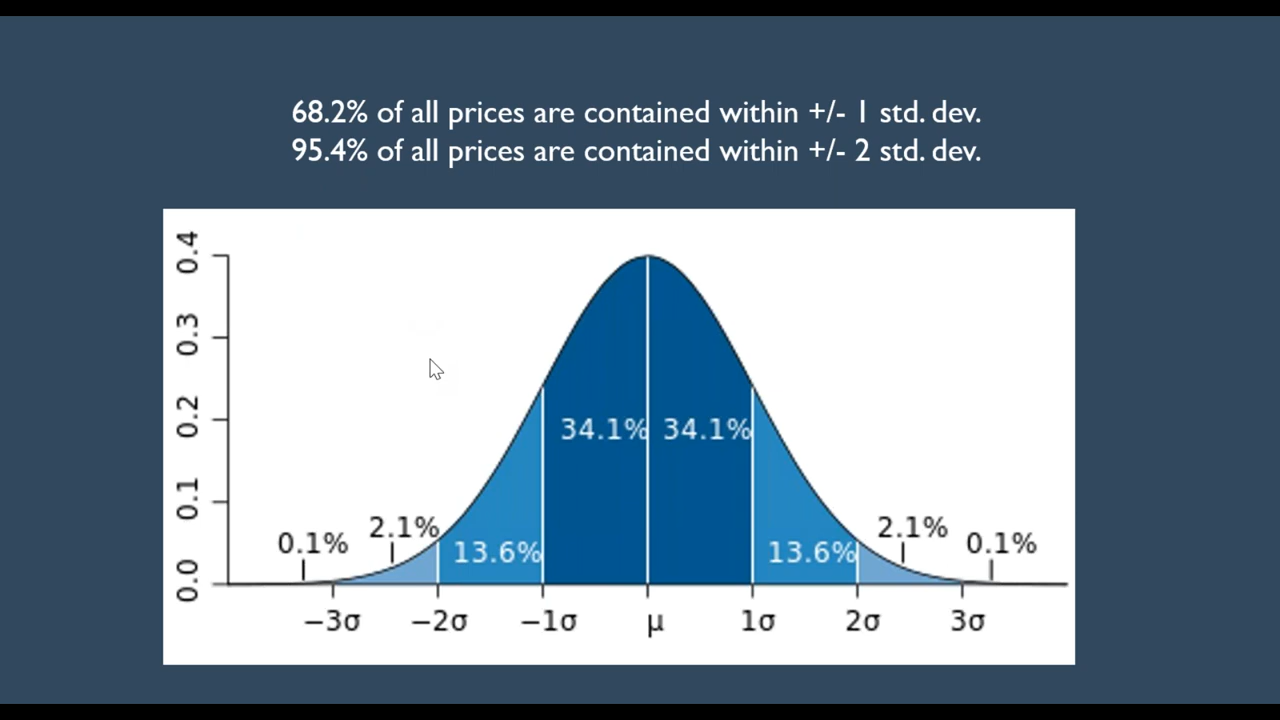 68.2% of all prices are contained within +/- 1 std. dev.
95.4% of all prices are contained within +/- 2 std. dev.
0.4
0.3
0.2
0.1
0.0
34.1% 34.1%
0.1% 2.1% 13.6% 13.6% 2.1% 0.1%
−3σ −2σ −1σ μ 1σ 2σ 3σ